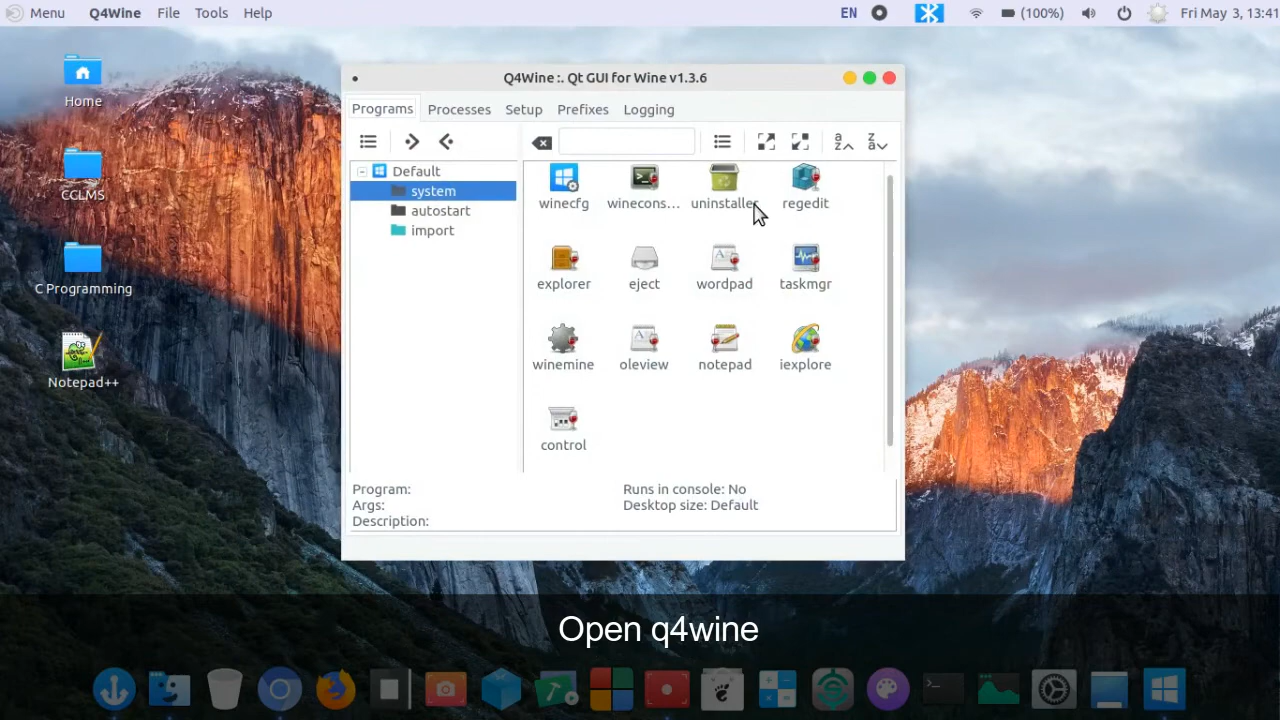 Menu Q4Wine File Tools Help EN (100%) Fri May 3, 13:41
Home
CCLMS
C Programming
Notepad++
Q4Wine :. Qt GUI for Wine v1.3.6
Programs Processes Setup Prefixes Logging
Default
system
autostart
import
winecfg winecons... uninstaller regedit
explorer eject wordpad taskmgr
winemine oleview notepad iexplore
control
Program: Runs in console: No
Args: Desktop size: Default
Description:
Open q4wine